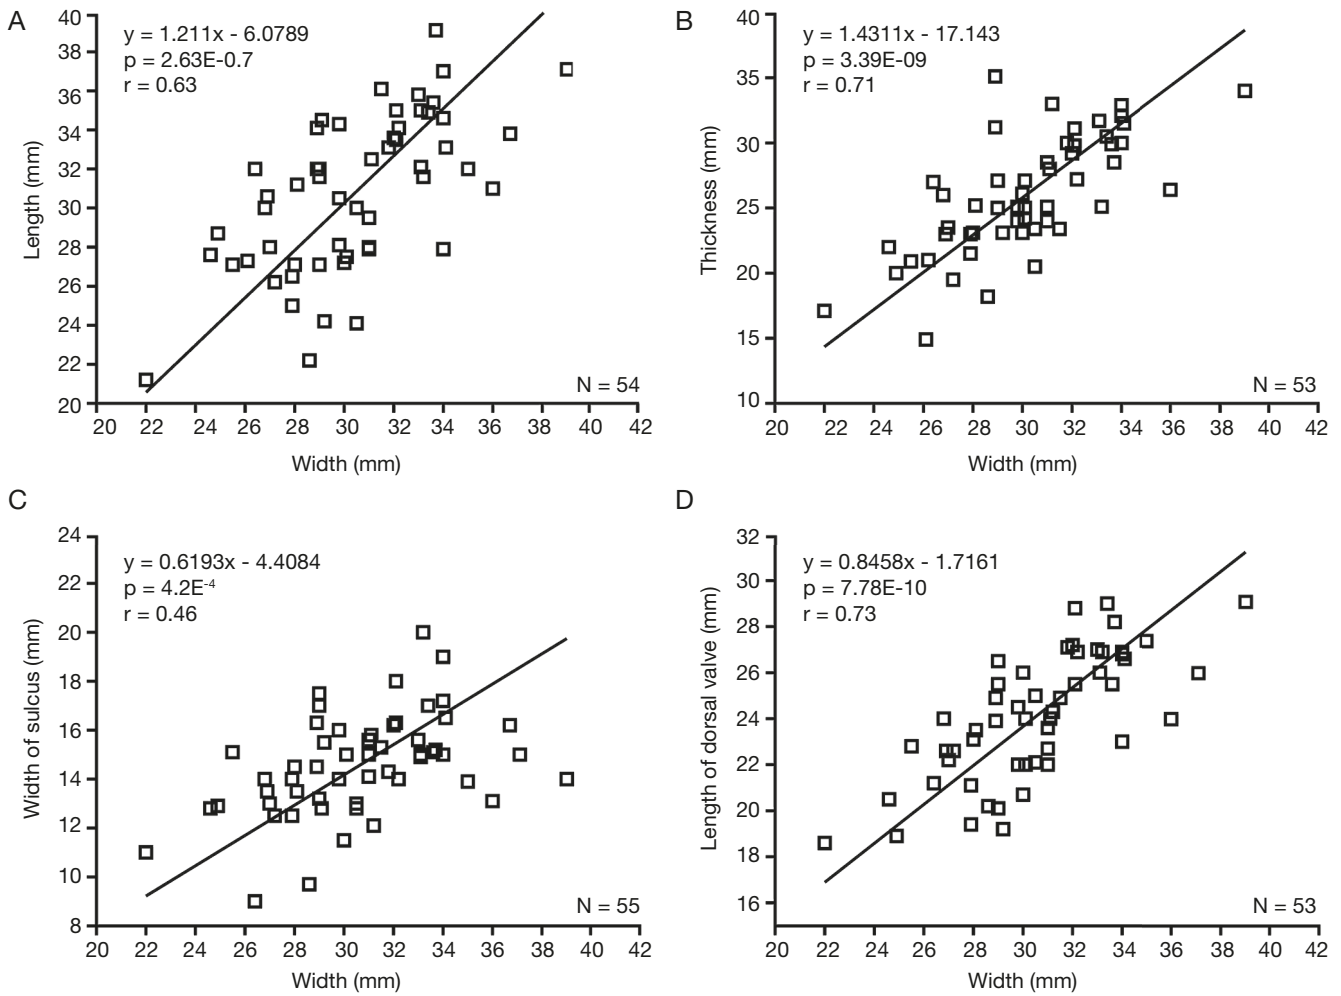 A
y = 1.211x - 6.0789
p = 2.63E-0.7
r = 0.63
40
38
36
34
32
30
28
26
24
22
20
Length (mm)
N = 54
20 22 24 26 28 30 32 34 36 38 40 42
Width (mm)
B
y = 1.4311x - 17.143
p = 3.39E-09
r = 0.71
40
35
30
25
20
15
10
Thickness (mm)
N = 53
20 22 24 26 28 30 32 34 36 38 40 42
Width (mm)
C
y = 0.6193x - 4.4084
p = 4.2E-4
r = 0.46
24
22
20
18
16
14
12
10
8
Width of sulcus (mm)
N = 55
20 22 24 26 28 30 32 34 36 38 40 42
Width (mm)
D
y = 0.8458x - 1.7161
p = 7.78E-10
r = 0.73
32
30
28
26
24
22
20
18
16
Length of dorsal valve (mm)
N = 53
20 22 24 26 28 30 32 34 36 38 40 42
Width (mm)